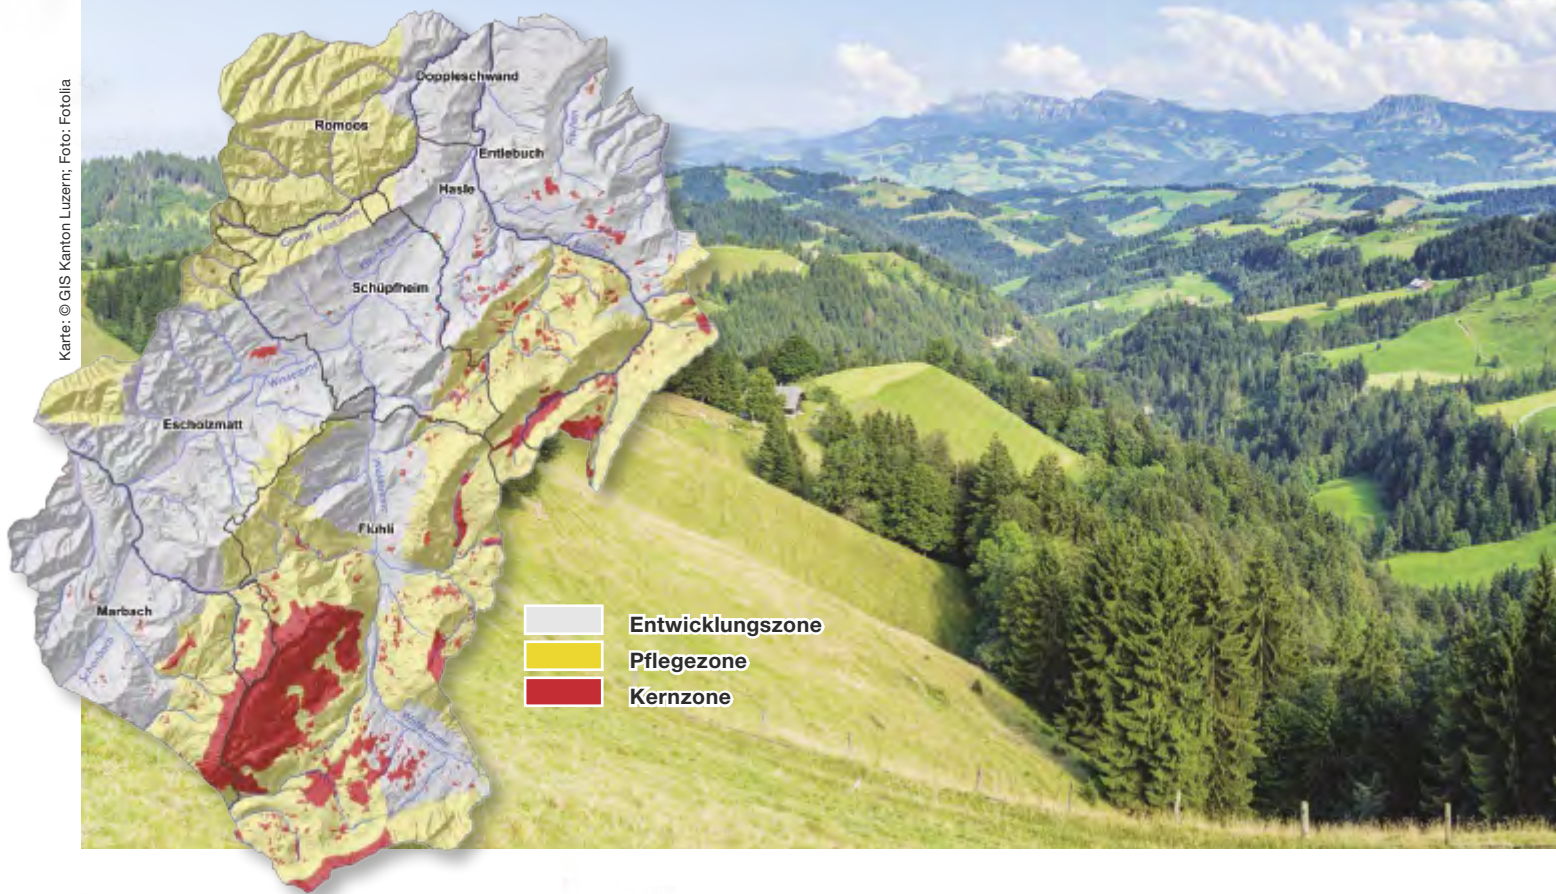 Karte: © GIS Kanton Luzern; Foto: Fotolia
Doppleschwand
Romoos
Entlebuch
Hasle
Schüpfheim
Escholzmatt
Flühli
Marbach
Entwicklungszone
Pflegezone
Kernzone